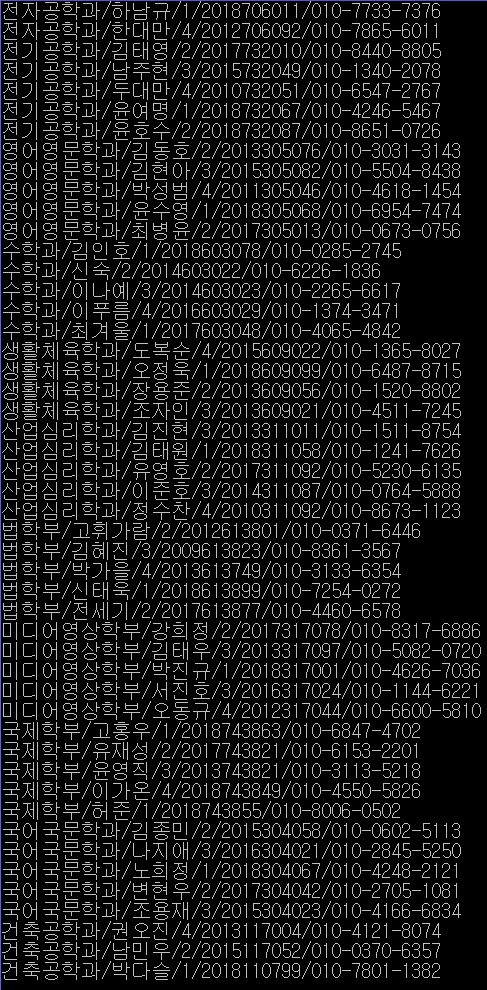 전자공학과/하남규/1/2018706011/010-7733-7376
전자공학과/한대만/4/2012706092/010-7865-6011
전기공학과/김태영/2/2017732010/010-8440-8805
전기공학과/남주현/3/2015732049/010-1340-2078
전기공학과/두대만/4/2010732051/010-6547-2767
전기공학과/윤여명/1/2018732067/010-4246-5467
전기공학과/윤호수/2/2018732087/010-8651-0726
영어영문학과/김동호/2/2013305076/010-3031-3143
영어영문학과/김현아/3/2015305082/010-5504-8438
영어영문학과/박성범/4/2011305046/010-4618-1454
영어영문학과/윤수영/1/2018305068/010-6954-7474
영어영문학과/최병윤/2/2017305013/010-0673-0756
수학과/김인호/1/2018603078/010-0285-2745
수학과/신숙/2/2014603022/010-6226-1836
수학과/이나예/3/2014603023/010-2265-6617
수학과/이푸름/4/2016603029/010-1374-3471
수학과/최겨울/1/2017603048/010-4065-4842
생활체육학과/도복순/4/2015609022/010-1365-8027
생활체육학과/오정욱/1/2018609099/010-6487-8715
생활체육학과/장용준/2/2013609056/010-1520-8802
생활체육학과/조자인/3/2013609021/010-4511-7245
산업심리학과/김진현/3/2013311011/010-1511-8754
산업심리학과/김태원/1/2018311058/010-1241-7626
산업심리학과/유영호/2/2017311092/010-5230-6135
산업심리학과/이준호/3/2014311087/010-0764-5888
산업심리학과/정수찬/4/2010311092/010-8673-1123
법학부/고휘가람/2/2012613801/010-0371-6446
법학부/김혜진/3/2009613823/010-8361-3567
법학부/박가을/4/2013613749/010-3133-6354
법학부/신태욱/1/2018613899/010-7254-0272
법학부/전세기/2/2017613877/010-4460-6578
미디어영상학부/강희정/2/2017317078/010-8317-6886
미디어영상학부/김태우/3/2013317097/010-5082-0720
미디어영상학부/박진규/1/2018317001/010-4626-7036
미디어영상학부/서진호/3/2016317024/010-1144-6221
미디어영상학부/오동규/4/2012317044/010-6600-5810
국제학부/고홍우/1/2018743863/010-6847-4702
국제학부/유재성/2/2017743821/010-6153-2201
국제학부/윤영직/3/2013743821/010-3113-5218
국제학부/이가온/4/2018743849/010-4550-5826
국제학부/허준/1/2018743855/010-8006-0502
국어국문학과/김종민/2/2015304058/010-0602-5113
국어국문학과/나지애/3/2016304021/010-2845-5250
국어국문학과/노희정/1/2018304067/010-4248-2121
국어국문학과/변현우/2/2017304042/010-2705-1081
국어국문학과/조용재/3/2015304023/010-4166-6834
건축공학과/권오진/4/2013117004/010-4121-8074
건축공학과/남민우/2/2015117052/010-0370-6357
건축공학과/박다슬/1/2018110799/010-7801-1382